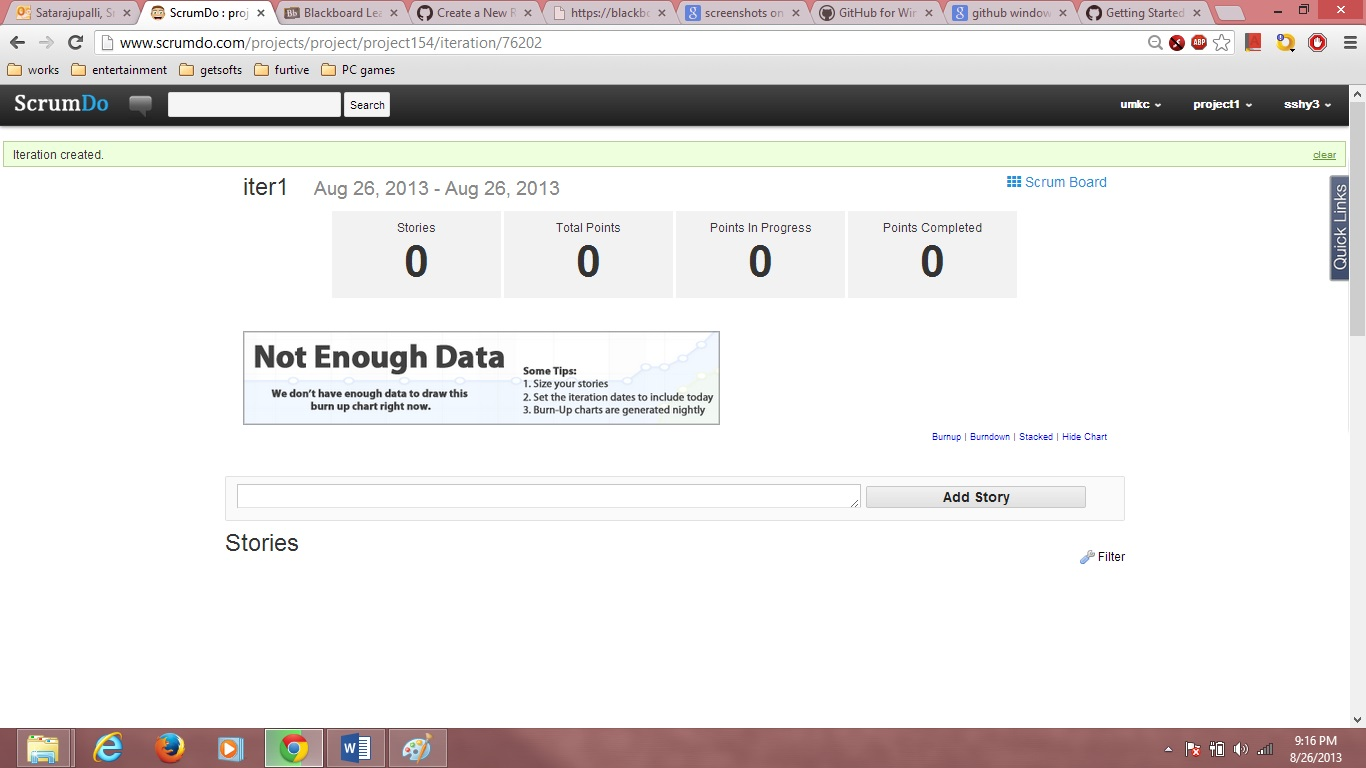 Satarajupalli, S
ScrumDo : proj
Blackboard Lea
Create a New R
https://blackbo
screenshots on
GitHub for Win
github window
Getting Started
www.scrumdo.com/projects/project/project154/iteration/76202
ABP
works entertainment getsofts furtive PC games
ScrumDo Search umkc project1 sshy3
Iteration created. clear
iter1 Aug 26, 2013 - Aug 26, 2013 Scrum Board
Quick Links
Stories Total Points Points In Progress Points Completed
0 0 0 0
Not Enough Data
We don't have enough data to draw this
burn up chart right now.
Some Tips:
1. Size your stories
2. Set the iteration dates to include today
3. Burn-Up charts are generated nightly
Burnup | Burndown | Stacked | Hide Chart
Add Story
Stories
Filter
9:16 PM
8/26/2013